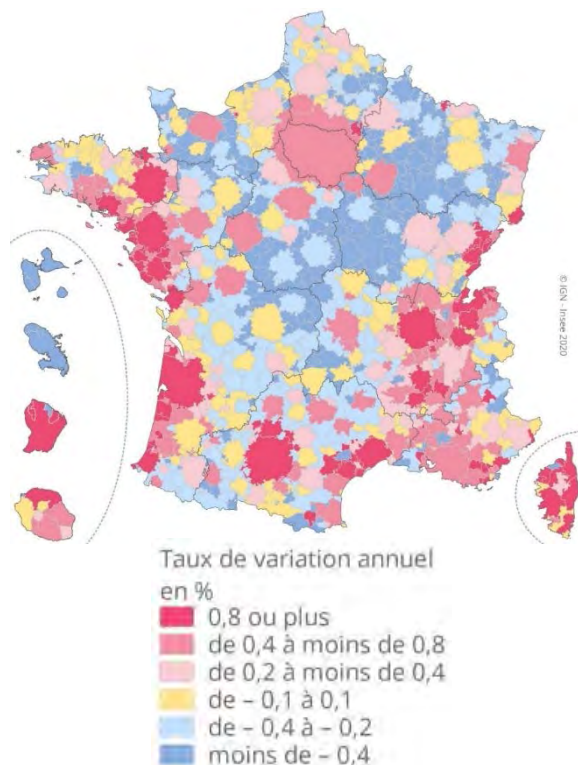 © IGN - Insee 2020
Taux de variation annuel
en %
0,8 ou plus
de 0,4 à moins de 0,8
de 0,2 à moins de 0,4
de – 0,1 à 0,1
de – 0,4 à – 0,2
moins de – 0,4